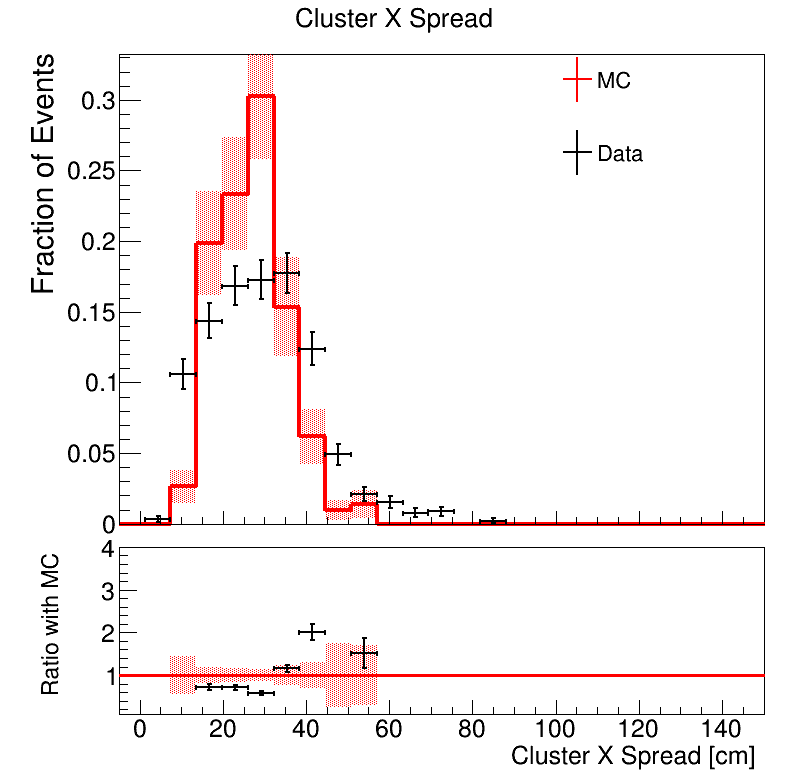 Cluster X Spread
Fraction of Events
0.3
0.25
0.2
0.15
0.1
0.05
0
MC
Data
Ratio with MC
4
3
2
1
0 20 40 60 80 100 120 140
Cluster X Spread [cm]